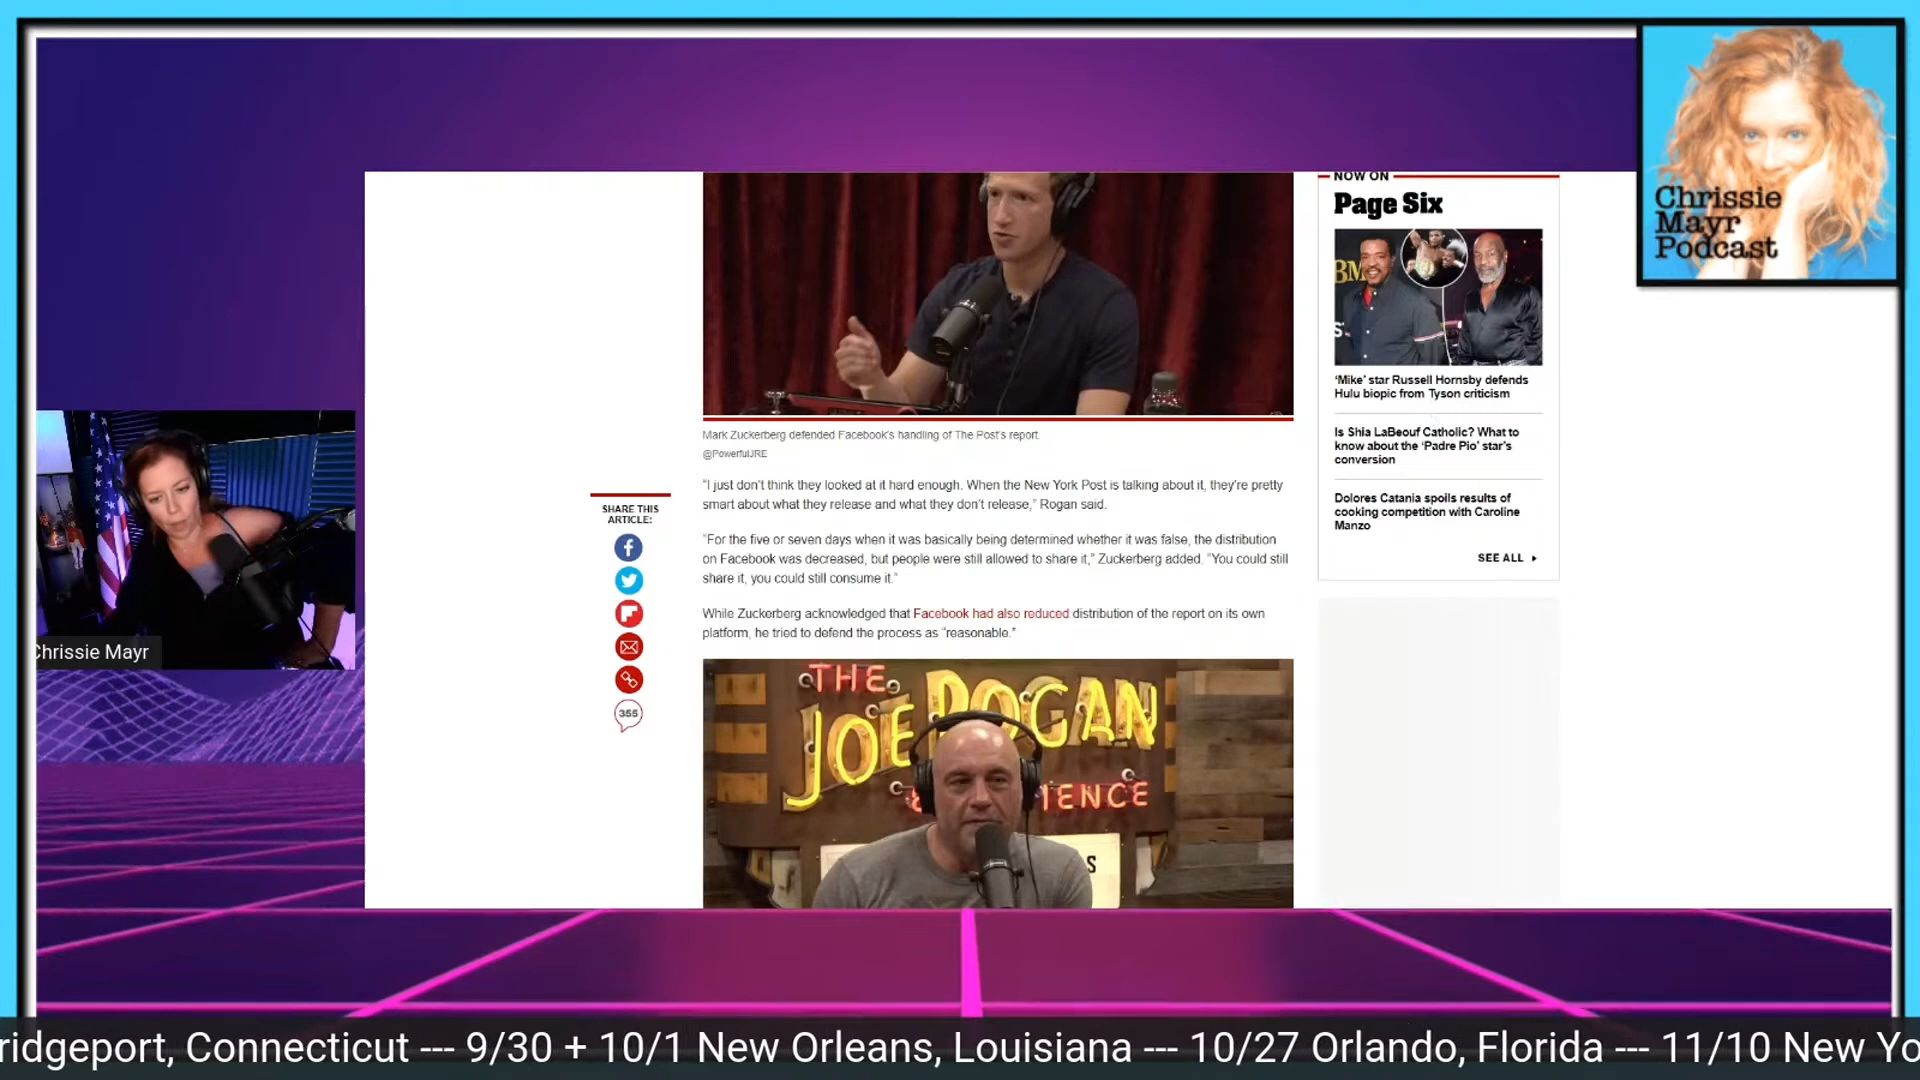 NOW ON
Page Six
BM
Chrissie
Mayr
Podcast
'Mike' star Russell Hornsby defends
Hulu biopic from Tyson criticism
Is Shia LaBeouf Catholic? What to
know about the 'Padre Pio' star's
conversion
Dolores Catania spoils results of
cooking competition with Caroline
Manzo
SEE ALL
Mark Zuckerberg defended Facebook's handling of The Post's report.
@PowerfulJRE
"I just don't think they looked at it hard enough. When the New York Post is talking about it, they're pretty
smart about what they release and what they don't release," Rogan said.
"For the five or seven days when it was basically being determined whether it was false, the distribution
on Facebook was decreased, but people were still allowed to share it," Zuckerberg added. "You could still
share it, you could still consume it."
While Zuckerberg acknowledged that Facebook had also reduced distribution of the report on its own
platform, he tried to defend the process as "reasonable."
SHARE THIS
ARTICLE:
355
THE
JOE ROGAN
IENCE
S
Chrissie Mayr
ridgeport, Connecticut --- 9/30 + 10/1 New Orleans, Louisiana --- 10/27 Orlando, Florida --- 11/10 New Yo